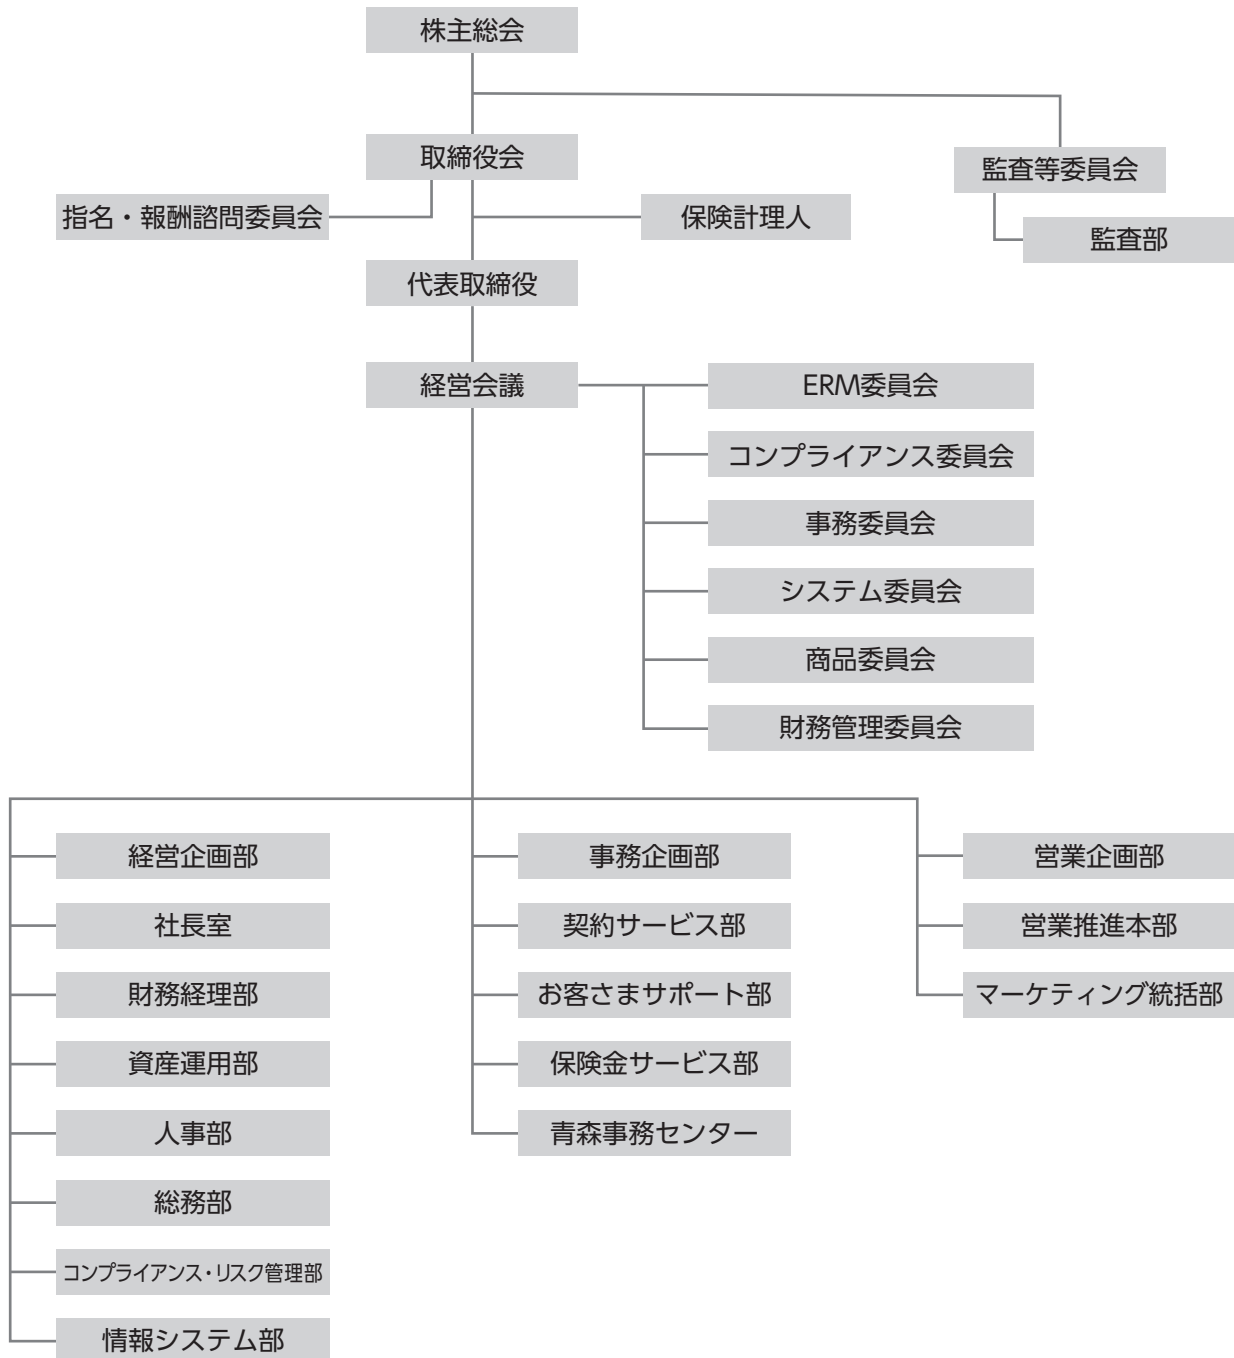 株主総会
取締役会
監査等委員会
指名・報酬諮問委員会
保険計理人
監査部
代表取締役
経営会議
ERM委員会
コンプライアンス委員会
事務委員会
システム委員会
商品委員会
財務管理委員会
経営企画部
社長室
財務経理部
資産運用部
人事部
総務部
コンプライアンス・リスク管理部
情報システム部
事務企画部
契約サービス部
お客さまサポート部
保険金サービス部
青森事務センター
営業企画部
営業推進本部
マーケティング統括部